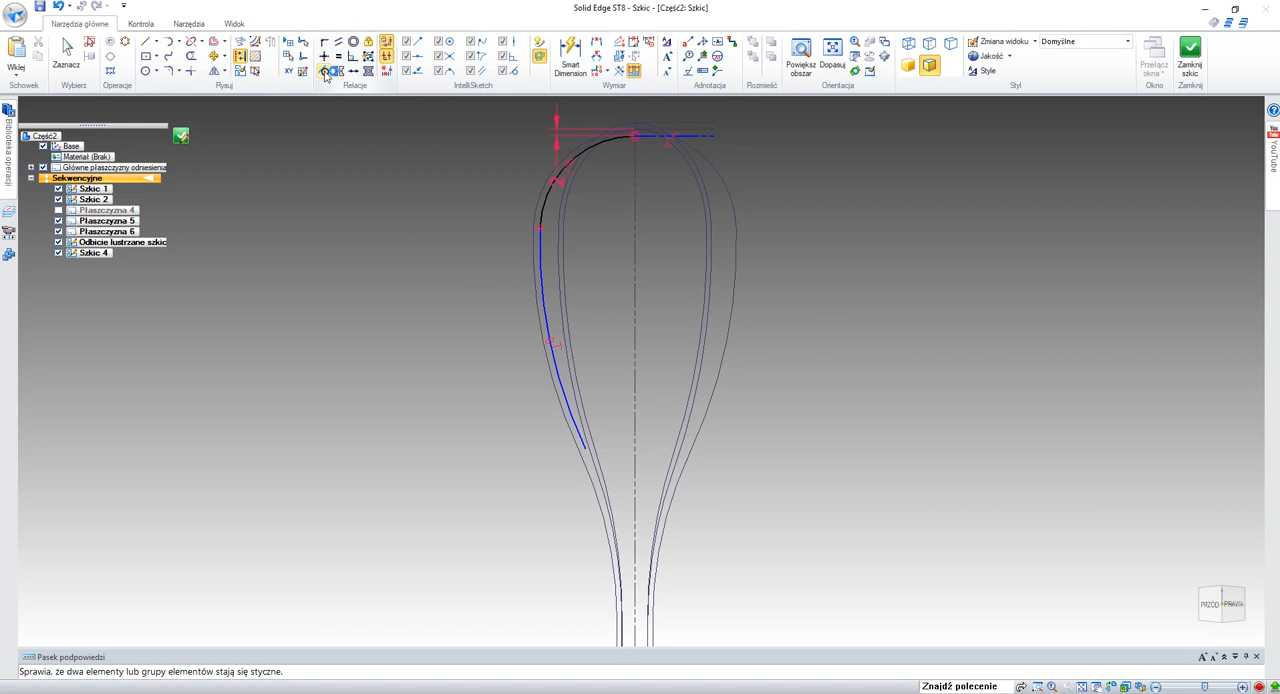 Solid Edge ST8 - Szkic - [Część2: Szkic]
Narzędzia główne
Kontrola
Narzędzia
Widok
Wklej
Zaznacz
Smart
Dimension
Powiększ
obszar
Dopasuj
Zmiana widoku
Domyślne
Jakość
Style
Przełącz
okna
Zamknij
szkic
Schowek
Wybierz
Operacje
Rysuj
Relacje
IntelliSketch
Wymiar
Adnotacja
Rozmieść
Orientacja
Styl
Okno
Zamknij
Biblioteka operacji
YouTube
Część2
Base
Materiał (Brak)
Główne płaszczyzny odniesienia
Sekwencyjne
Szkic 1
Szkic 2
Płaszczyzna 4
Płaszczyzna 5
Płaszczyzna 6
Odbicie lustrzane szkic
Szkic 4
PRZÓD
PRAWA
Pasek podpowiedzi
Sprawia, że dwa elementy lub grupy elementów stają się styczne.
Znajdź polecenie